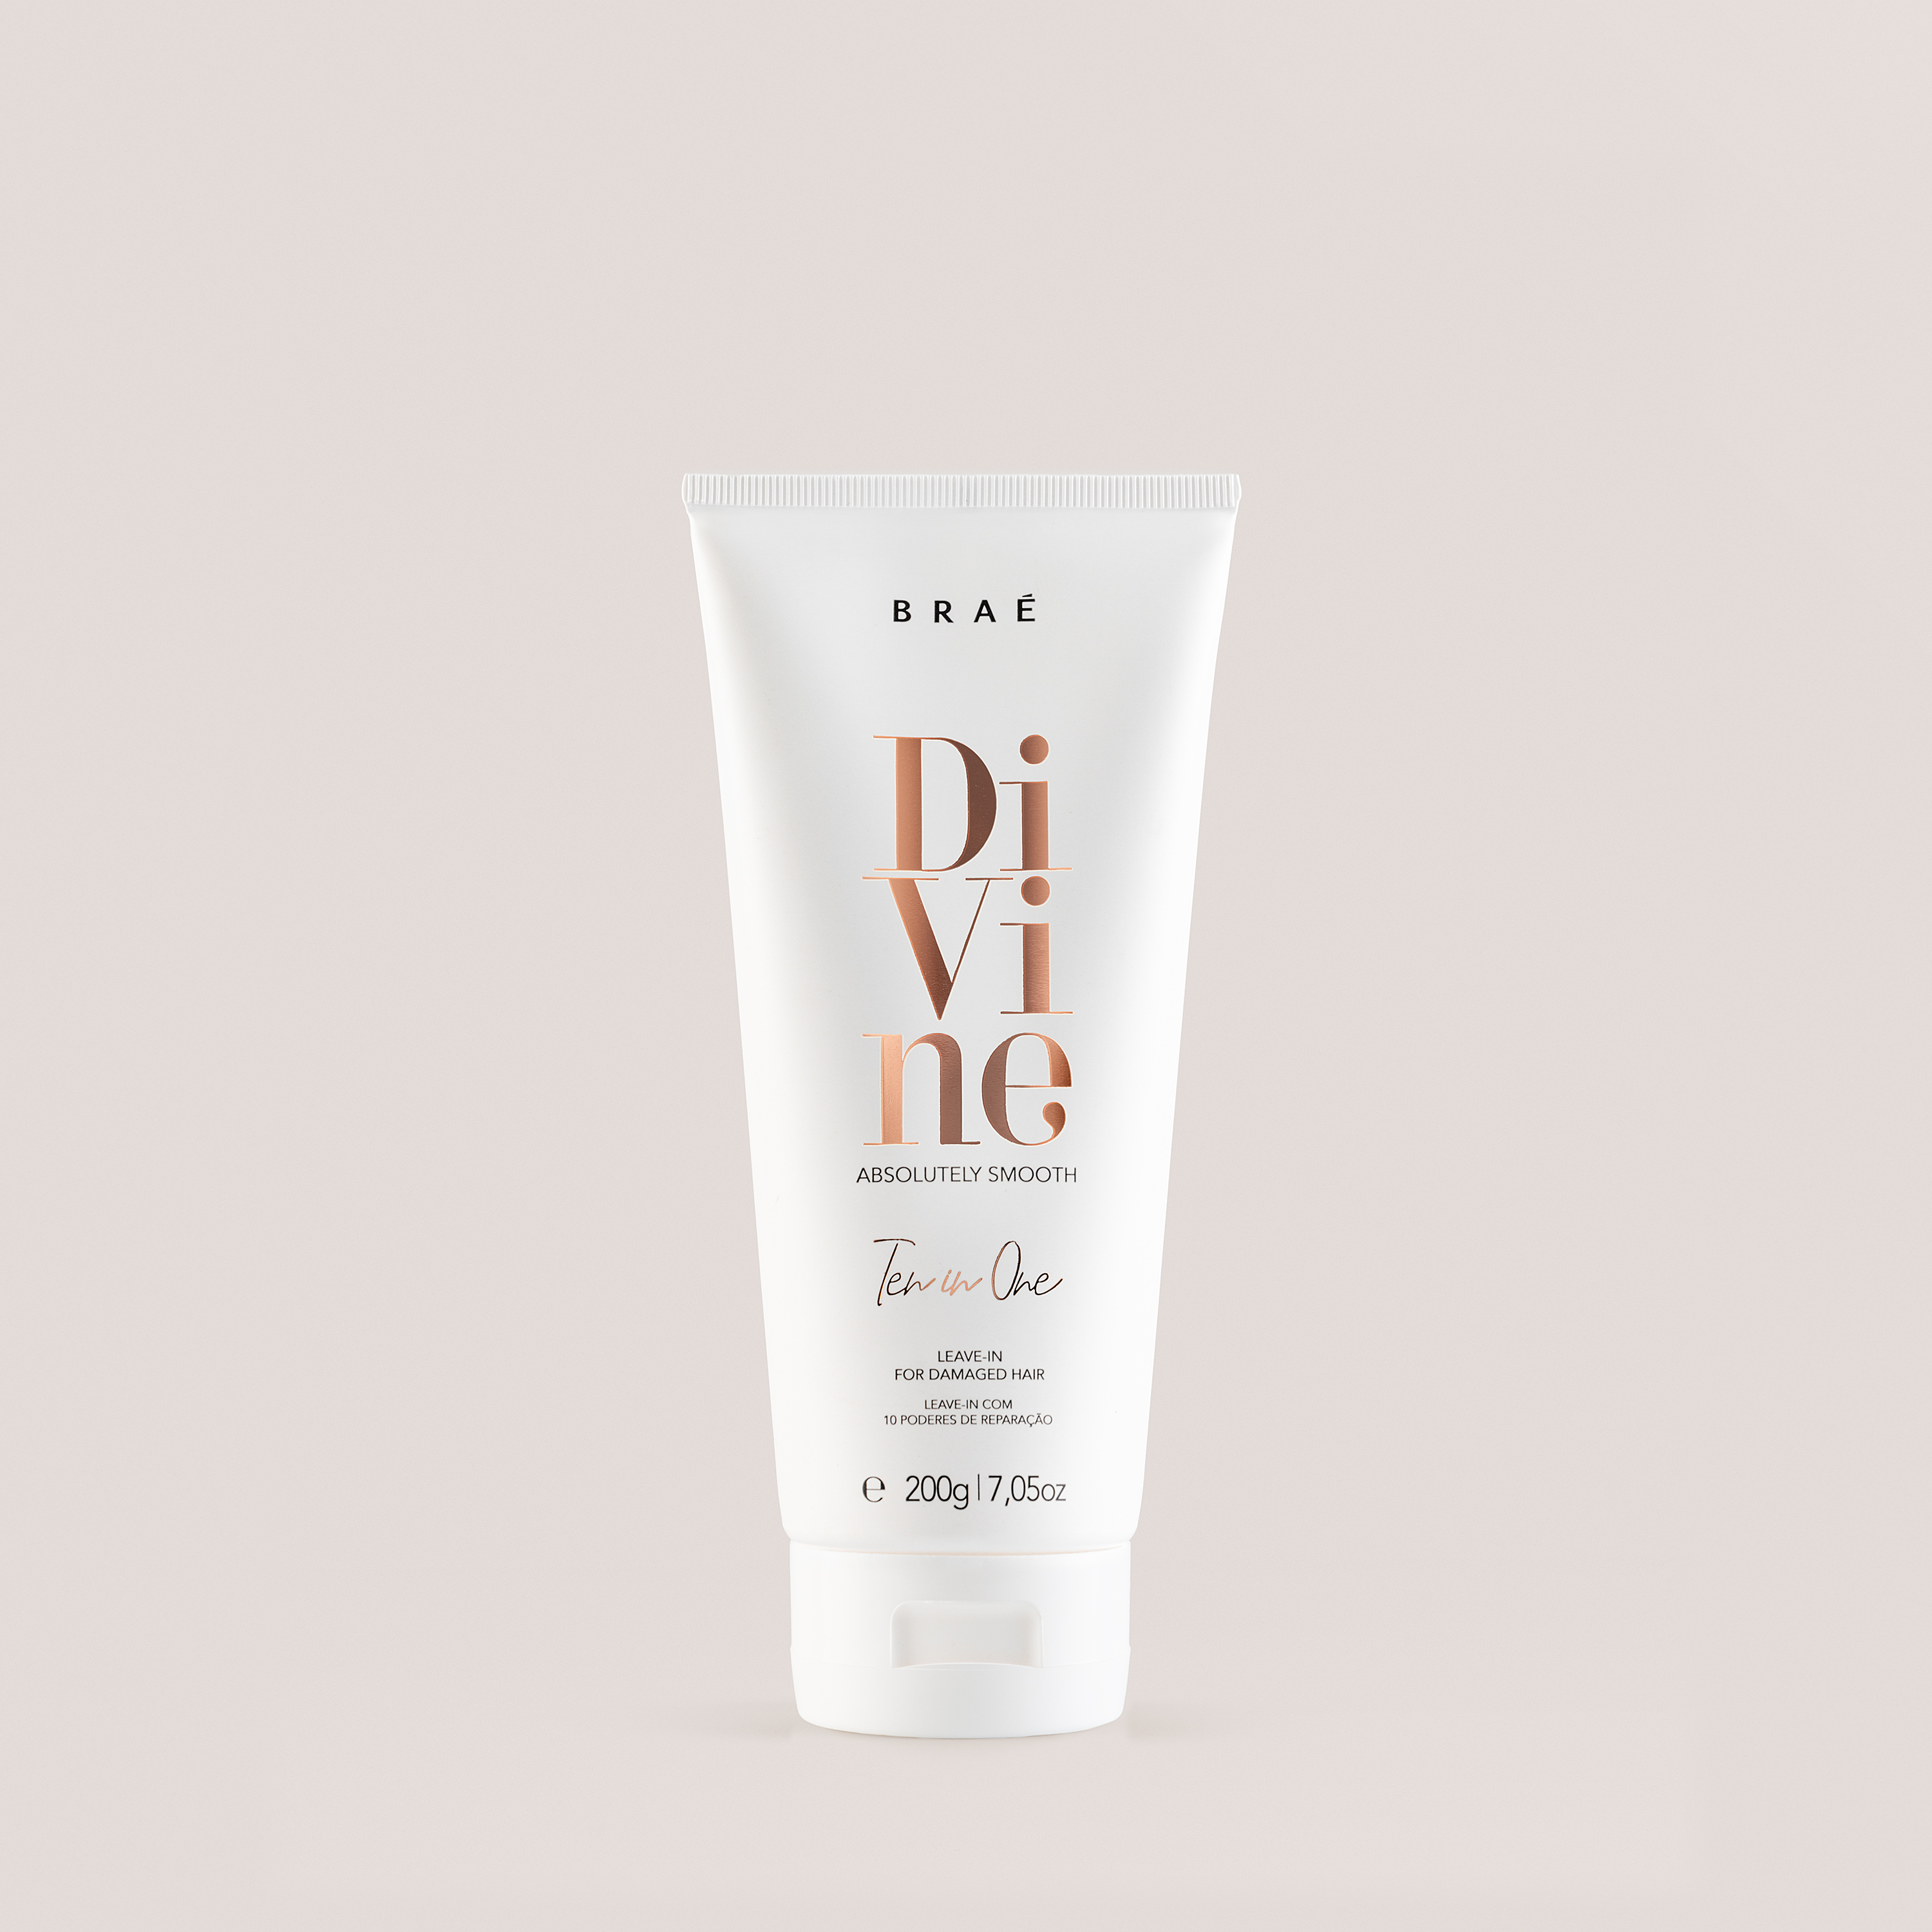 BRAÉ
Di
Vi
ne
ABSOLUTELY SMOOTH
Ten in One
LEAVE-IN
FOR DAMAGED HAIR
LEAVE-IN COM
10 PODERES DE REPARAÇÃO
℮ 200g|7,05oz